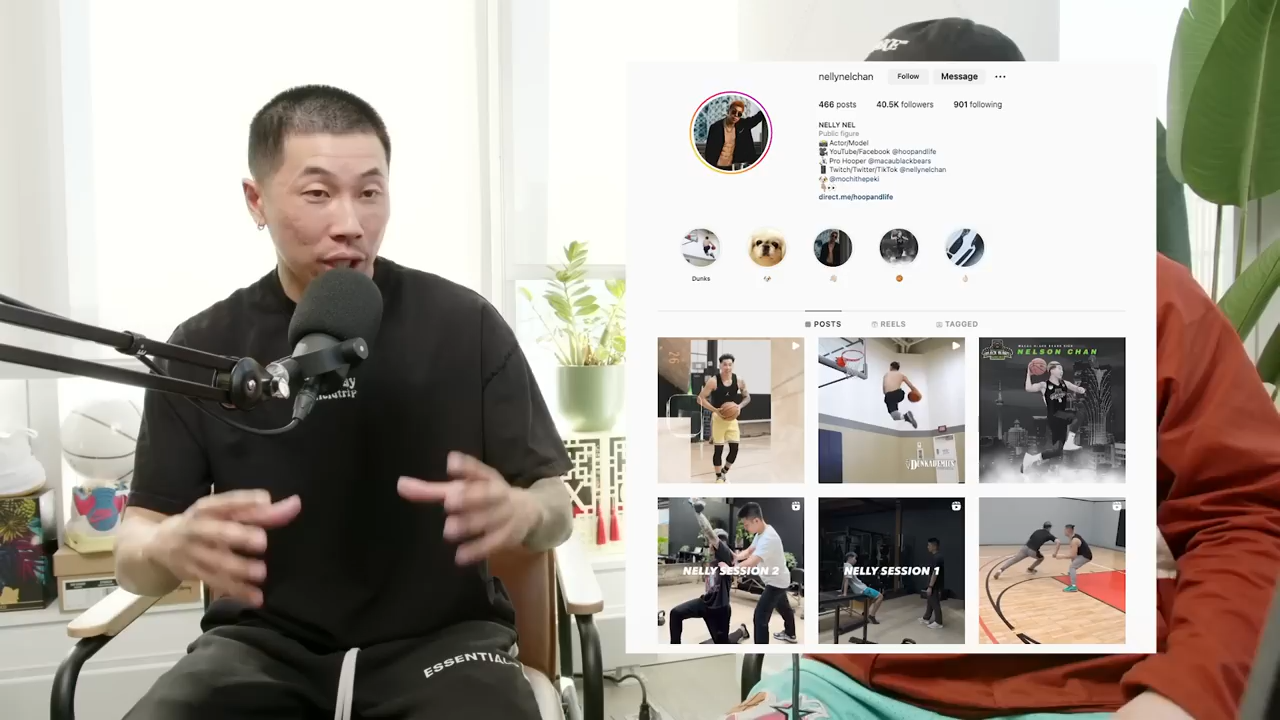 nellynelchan Follow Message ...
466 posts 40.5K followers 901 following
NELLY NEL
Public figure
Actor/Model
YouTube/Facebook @hoopandlife
Pro Hooper @macaublackbears
Twitch/Twitter/TikTok @nellynelchan
@mochithepeki
direct.me/hoopandlife
Dunks
POSTS REELS TAGGED
26
DUNKADEMICS
NELSON CHAN
NELLY SESSION 2
NELLY SESSION 1
ESSENTIALS